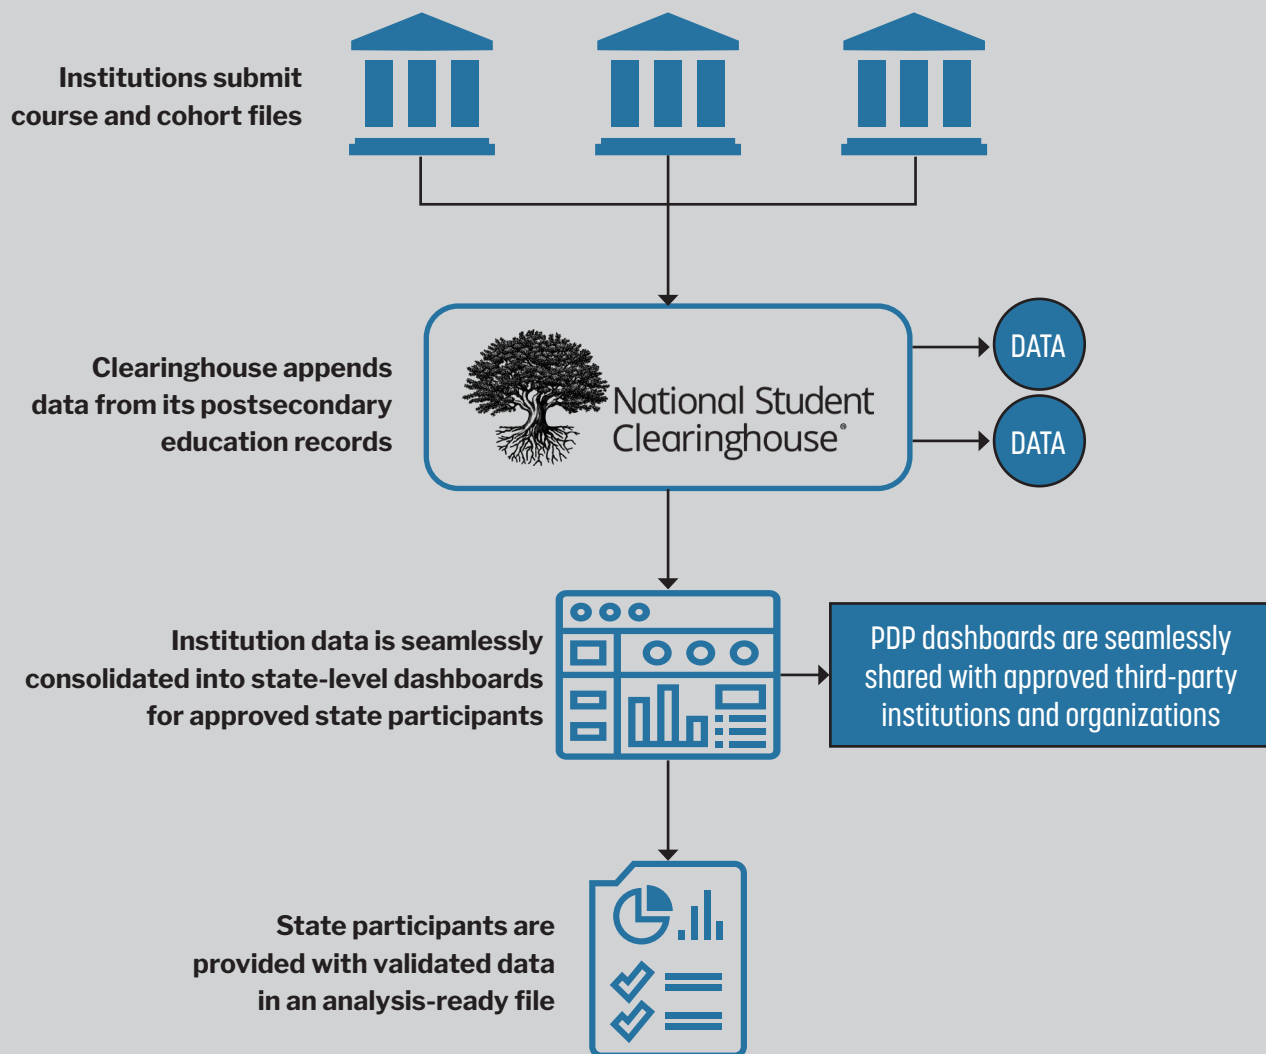 Institutions submit
course and cohort files
Clearinghouse appends
data from its postsecondary
education records
National Student
Clearinghouse®
DATA
DATA
Institution data is seamlessly
consolidated into state-level dashboards
for approved state participants
PDP dashboards are seamlessly
shared with approved third-party
institutions and organizations
State participants are
provided with validated data
in an analysis-ready file